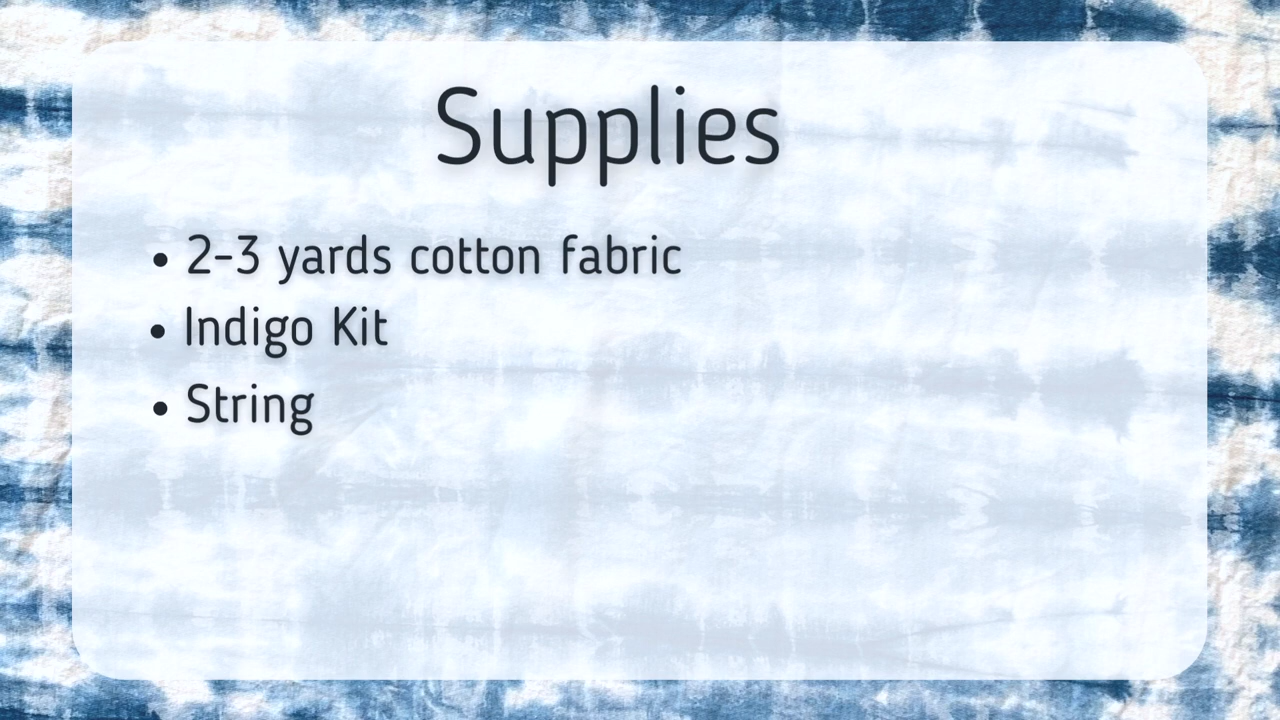 Supplies
• 2-3 yards cotton fabric
• Indigo Kit
• String